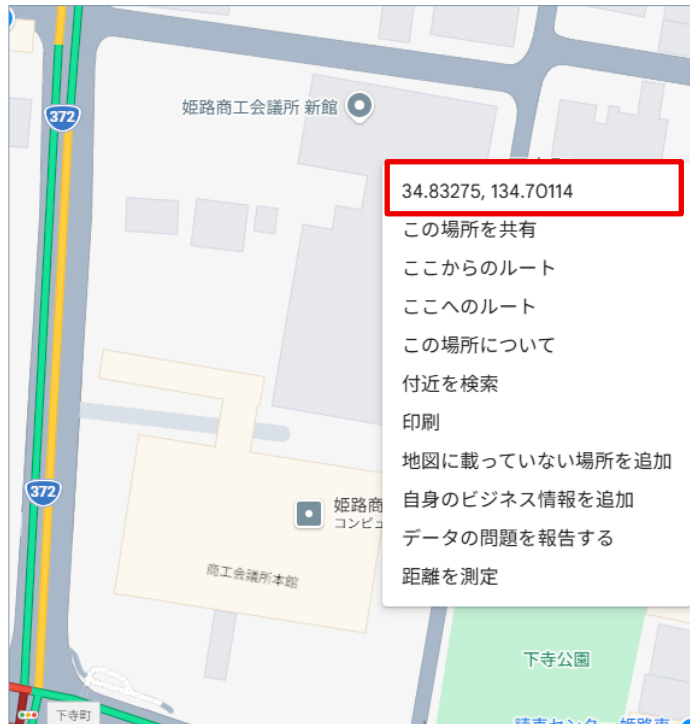 372
姫路商工会議所 新館
34.83275, 134.70114
この場所を共有
ここからのルート
ここへのルート
この場所について
付近を検索
印刷
地図に載っていない場所を追加
自身のビジネス情報を追加
データの問題を報告する
距離を測定
372
姫路商
コンピュ
商工会議所本館
下寺公園
下寺町